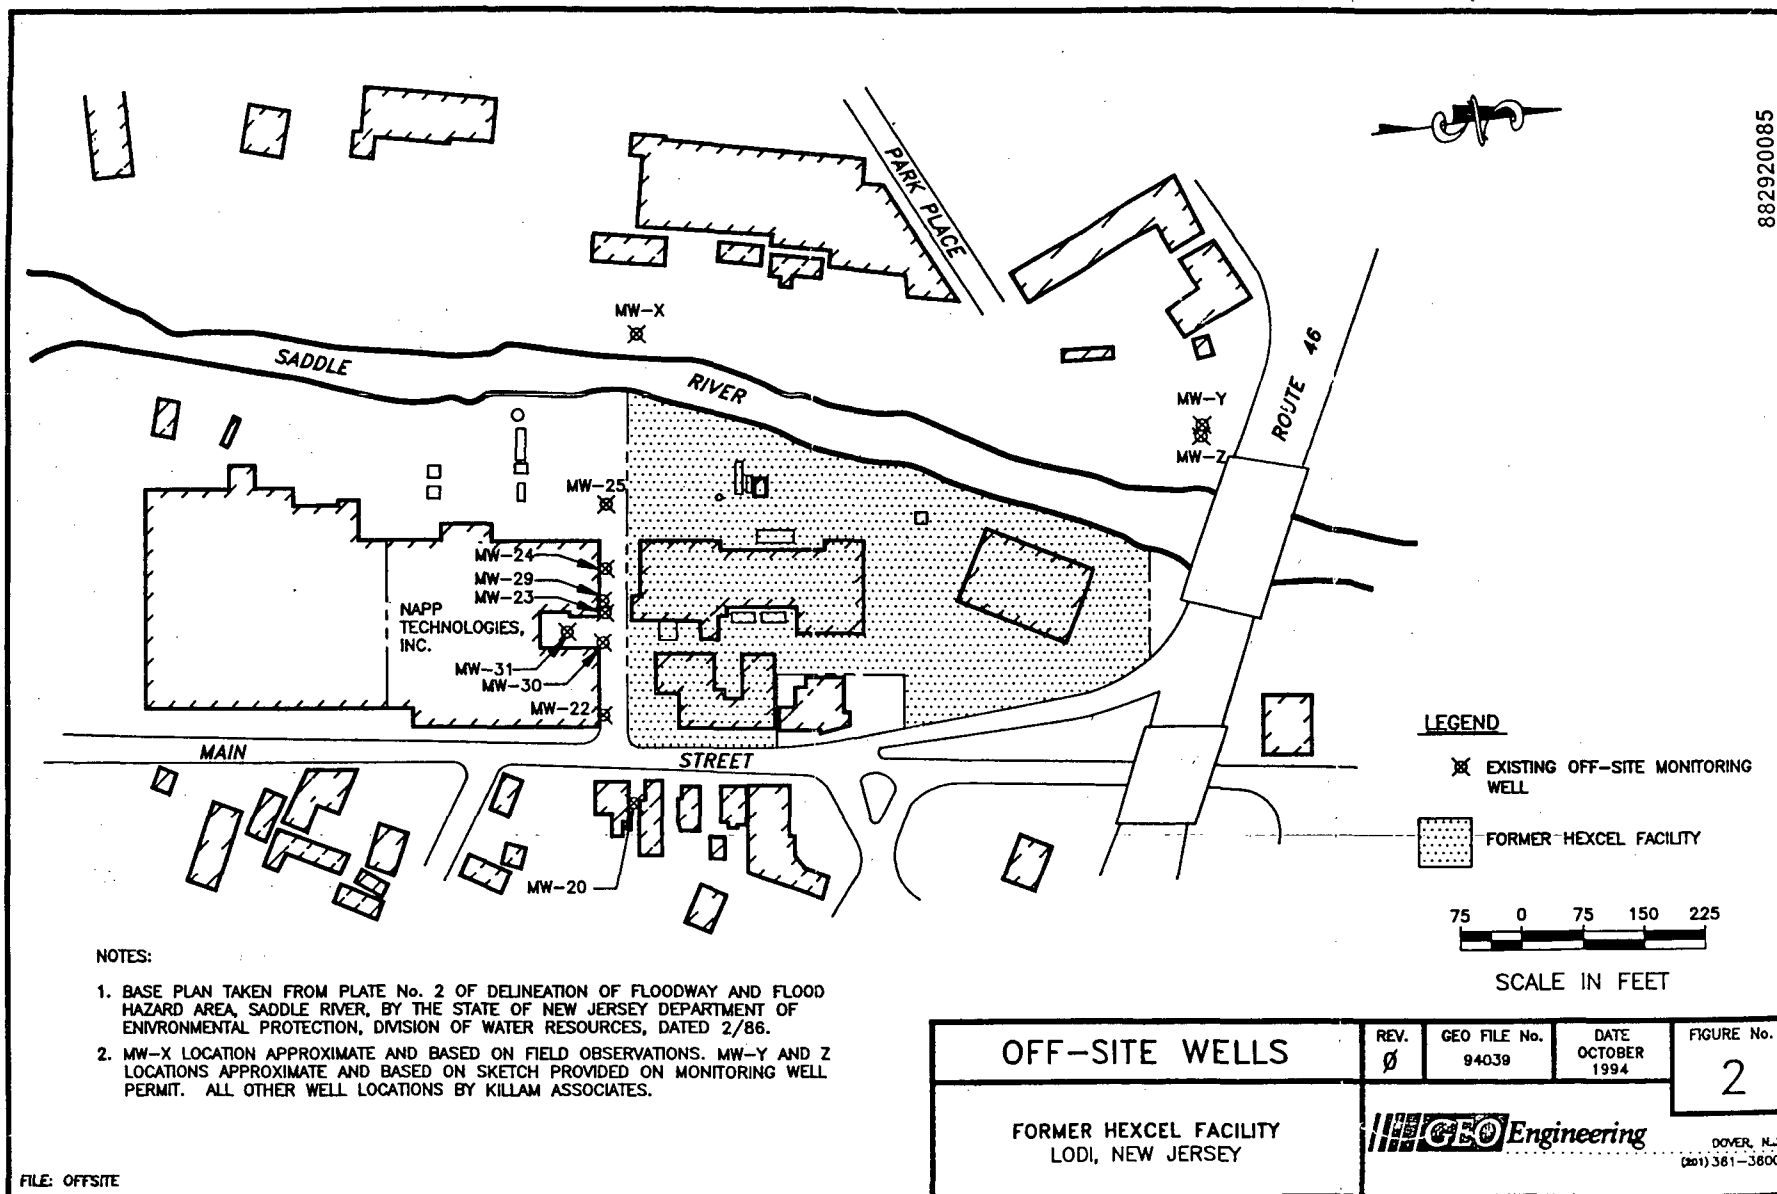 882920085
PARK PLACE
MW-X
SADDLE
RIVER
ROUTE 46
MW-Y
MW-Z
MW-25
MW-24
MW-29
MW-23
NAPP
TECHNOLOGIES,
INC.
MW-31
MW-30
MW-22
MAIN
STREET
MW-20
LEGEND
EXISTING OFF-SITE MONITORING
WELL
FORMER HEXCEL FACILITY
75 0 75 150 225
SCALE IN FEET
NOTES:
1. BASE PLAN TAKEN FROM PLATE No. 2 OF DELINEATION OF FLOODWAY AND FLOOD
HAZARD AREA, SADDLE RIVER, BY THE STATE OF NEW JERSEY DEPARTMENT OF
ENVIRONMENTAL PROTECTION, DIVISION OF WATER RESOURCES, DATED 2/86.
2. MW-X LOCATION APPROXIMATE AND BASED ON FIELD OBSERVATIONS. MW-Y AND Z
LOCATIONS APPROXIMATE AND BASED ON SKETCH PROVIDED ON MONITORING WELL
PERMIT. ALL OTHER WELL LOCATIONS BY KILLAM ASSOCIATES.
OFF-SITE WELLS
REV.
Ø
GEO FILE No.
94039
DATE
OCTOBER
1994
FIGURE No.
2
FORMER HEXCEL FACILITY
LODI, NEW JERSEY
GEO Engineering
DOVER, N.J
(201) 361-3600
FILE: OFFSITE